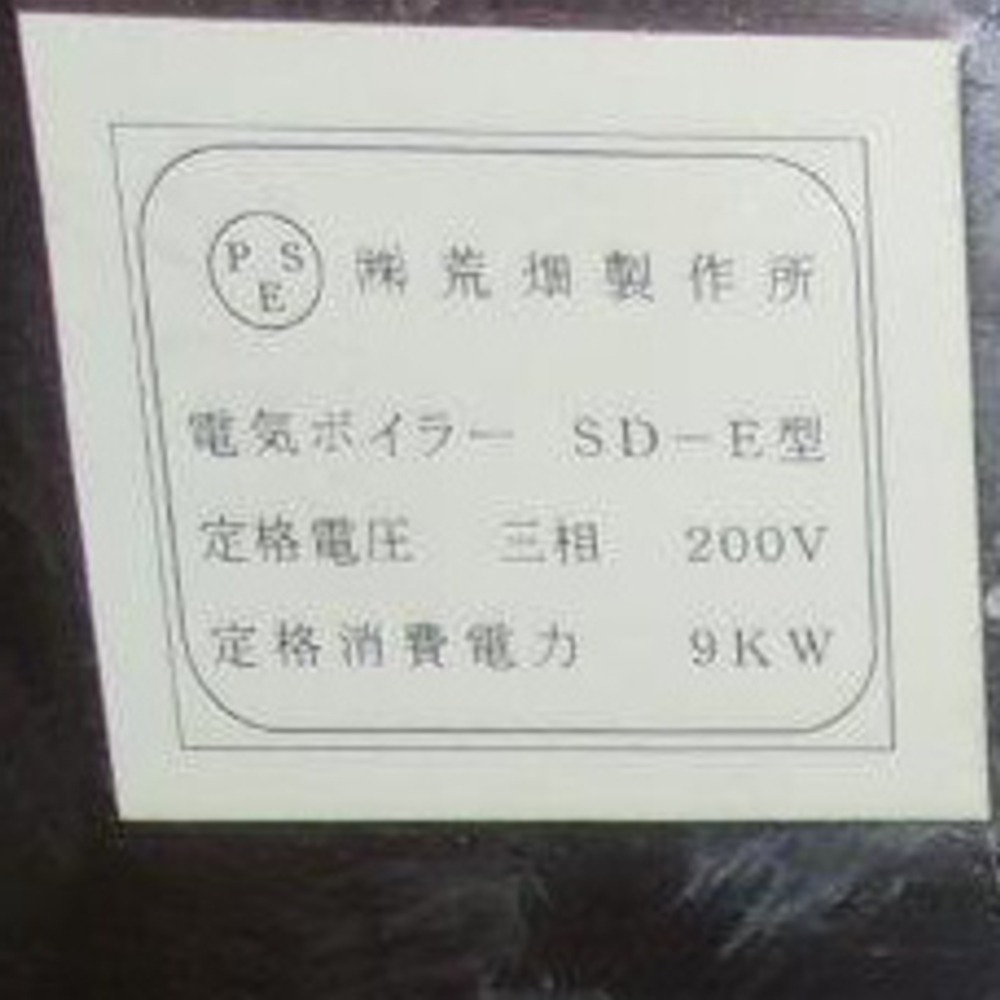 PSE ㈱荒畑製作所
電気ボイラー SD-E型
定格電圧 三相 200V
定格消費電力 9KW